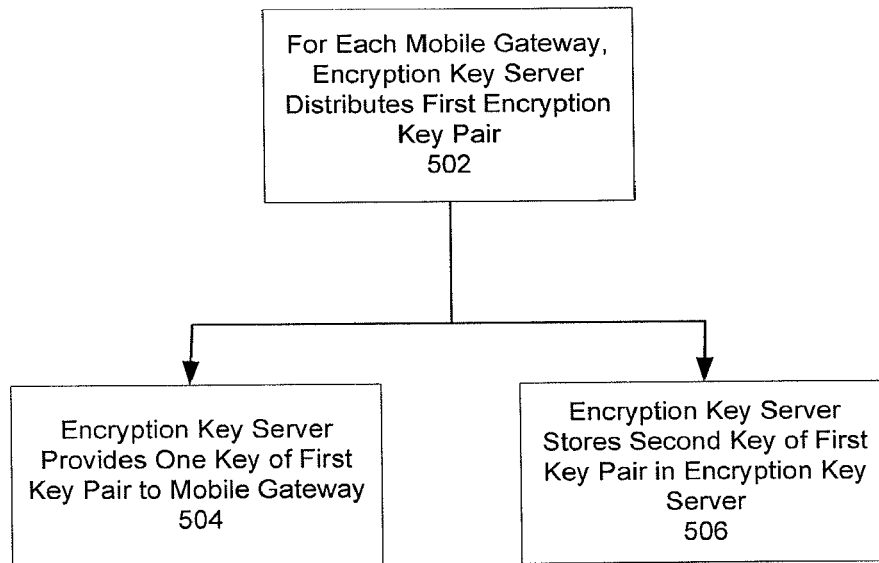 For Each Mobile Gateway,
Encryption Key Server
Distributes First Encryption
Key Pair
502
Encryption Key Server
Provides One Key of First
Key Pair to Mobile Gateway
504
Encryption Key Server
Stores Second Key of First
Key Pair in Encryption Key
Server
506